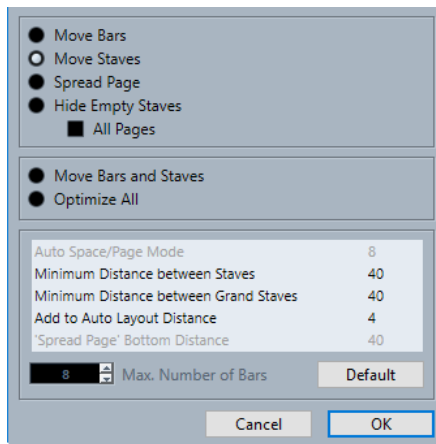 Move Bars
Move Staves
Spread Page
Hide Empty Staves
All Pages
Move Bars and Staves
Optimize All
Auto Space/Page Mode 8
Minimum Distance between Staves 40
Minimum Distance between Grand Staves 40
Add to Auto Layout Distance 4
'Spread Page' Bottom Distance 40
8 Max. Number of Bars Default
Cancel OK